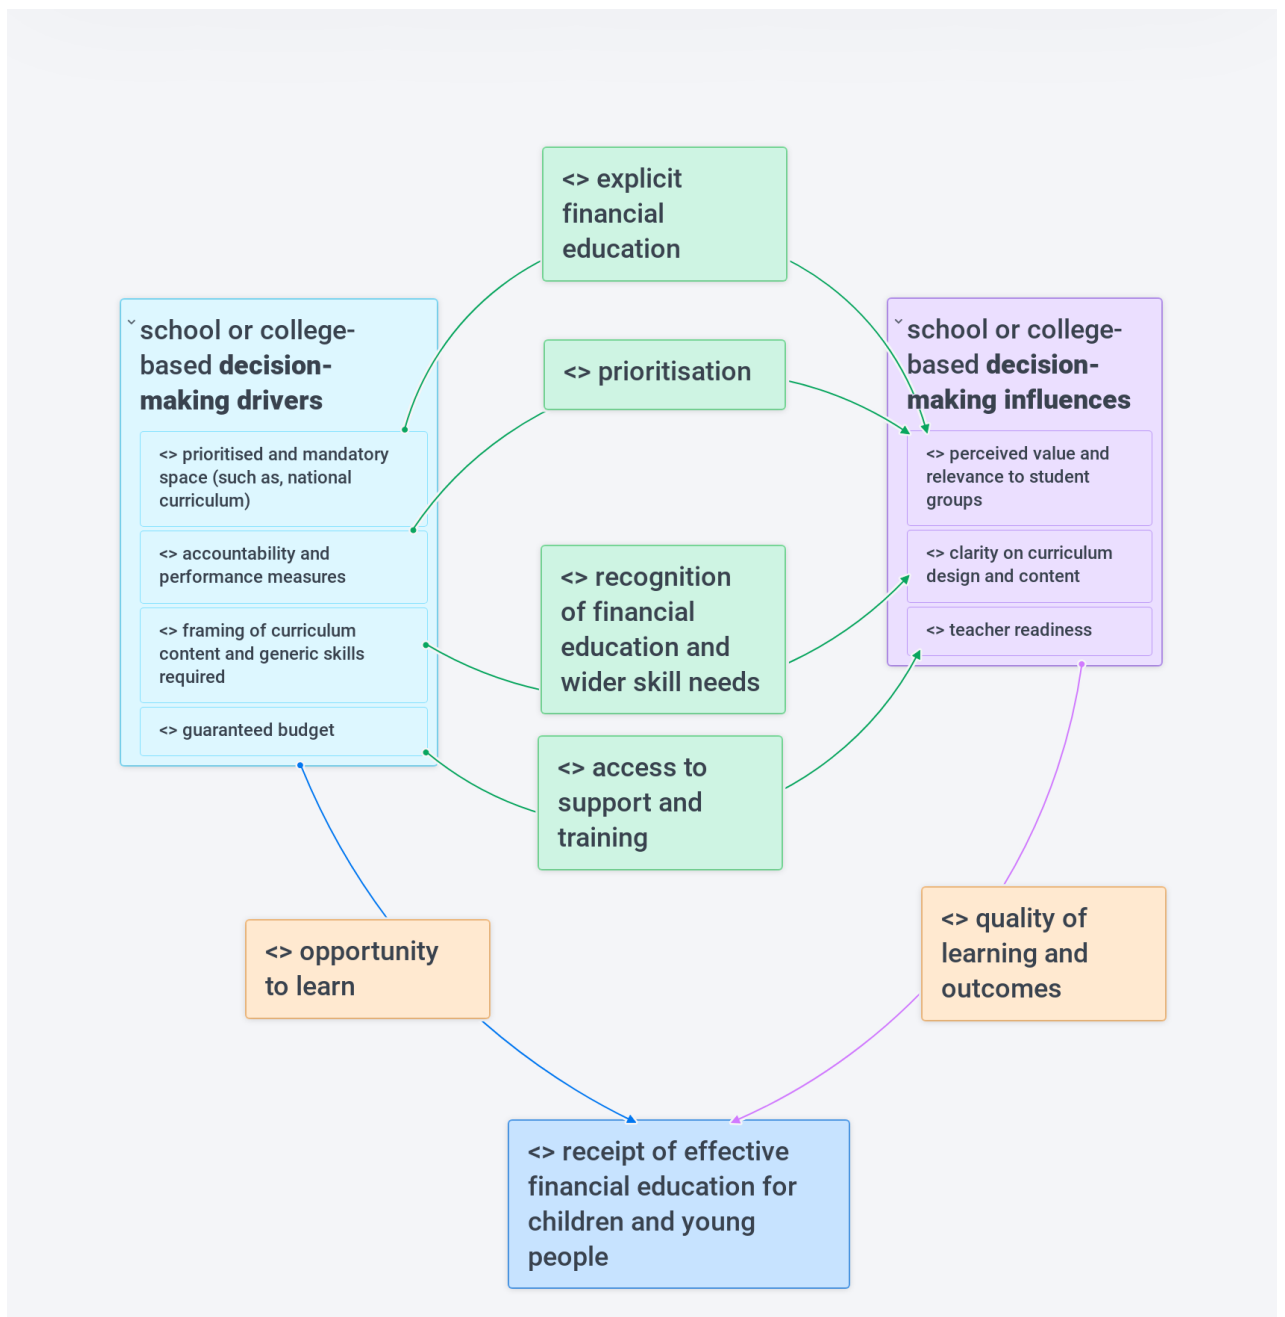 <> explicit
financial
education
school or college-
based decision-
making drivers
<> prioritised and mandatory
space (such as, national
curriculum)
<> accountability and
performance measures
<> framing of curriculum
content and generic skills
required
<> guaranteed budget
<> prioritisation
<> recognition
of financial
education and
wider skill needs
<> access to
support and
training
school or college-
based decision-
making influences
<> perceived value and
relevance to student
groups
<> clarity on curriculum
design and content
<> teacher readiness
<> opportunity
to learn
<> quality of
learning and
outcomes
<> receipt of effective
financial education for
children and young
people